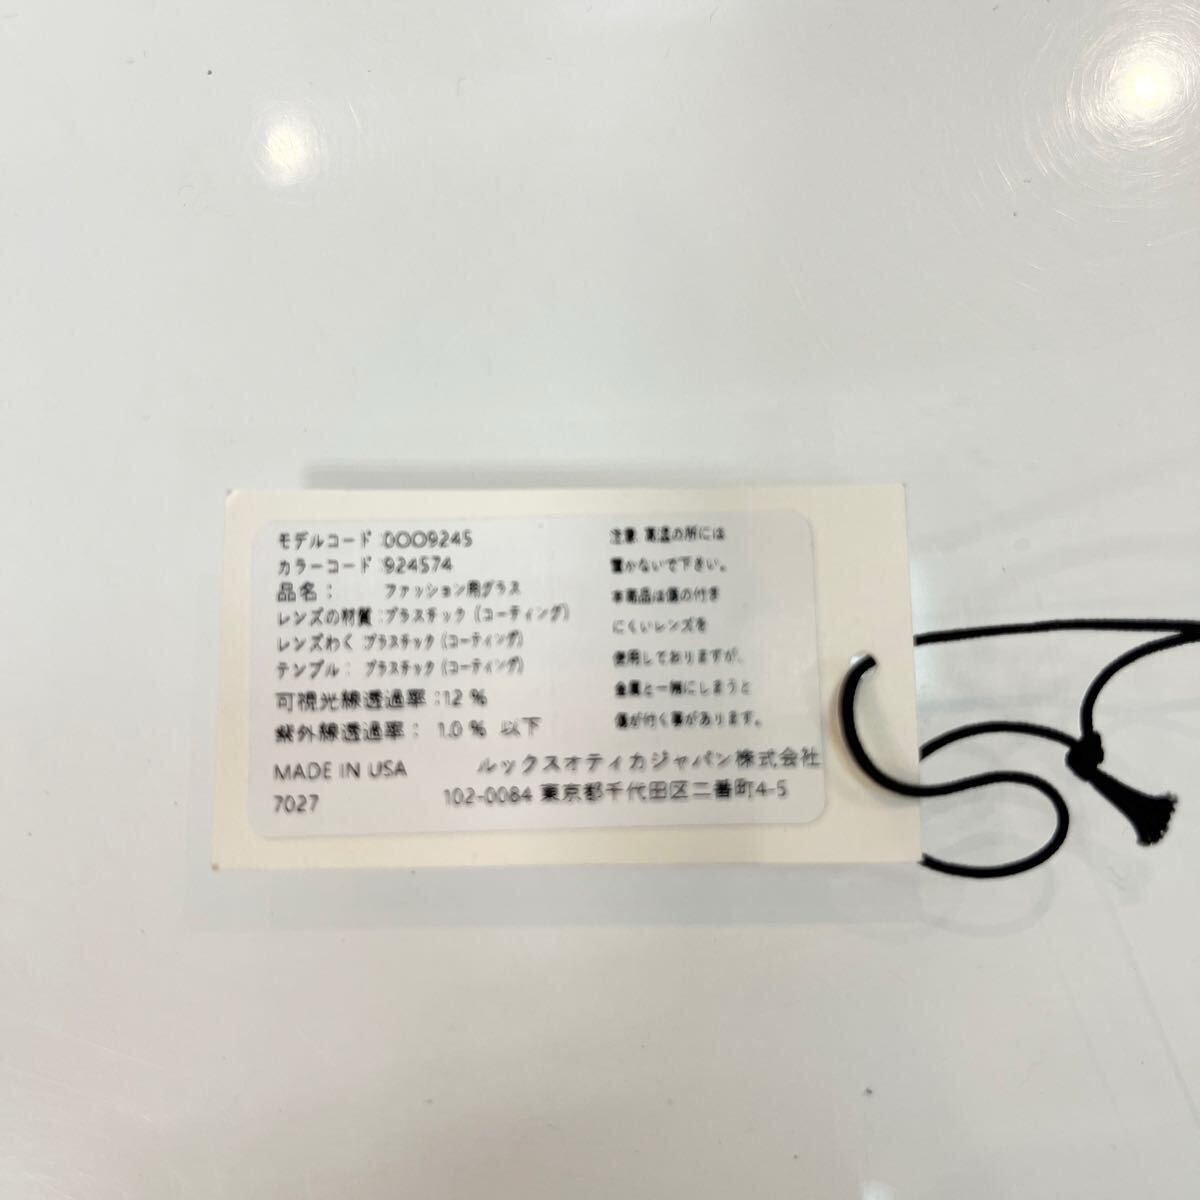 モデルコード :0OO9245
カラーコード :924574
品名： ファッション用グラス
レンズの材質 :プラスチック (コーティング)
レンズわく プラスチック (コーティング)
テンプル： プラスチック (コーティング)
可視光線透過率 :12 %
紫外線透過率： 1.0 % 以下
MADE IN USA
7027
注意 高温の所には
置かないで下さい。
本商品は傷の付き
にくいレンズを
使用しておりますが、
金属と一緒にしまうと
傷が付く事があります。
ルックスオティカジャパン株式会社
102-0084 東京都千代田区二番町4-5